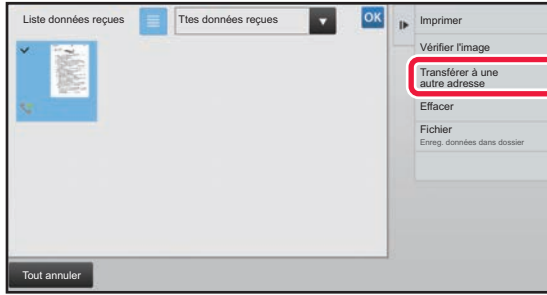 Liste données reçues
Ttes données reçues
OK
Imprimer
Vérifier l'image
Transférer à une
autre adresse
Effacer
Fichier
Enreg. données dans dossier
Tout annuler